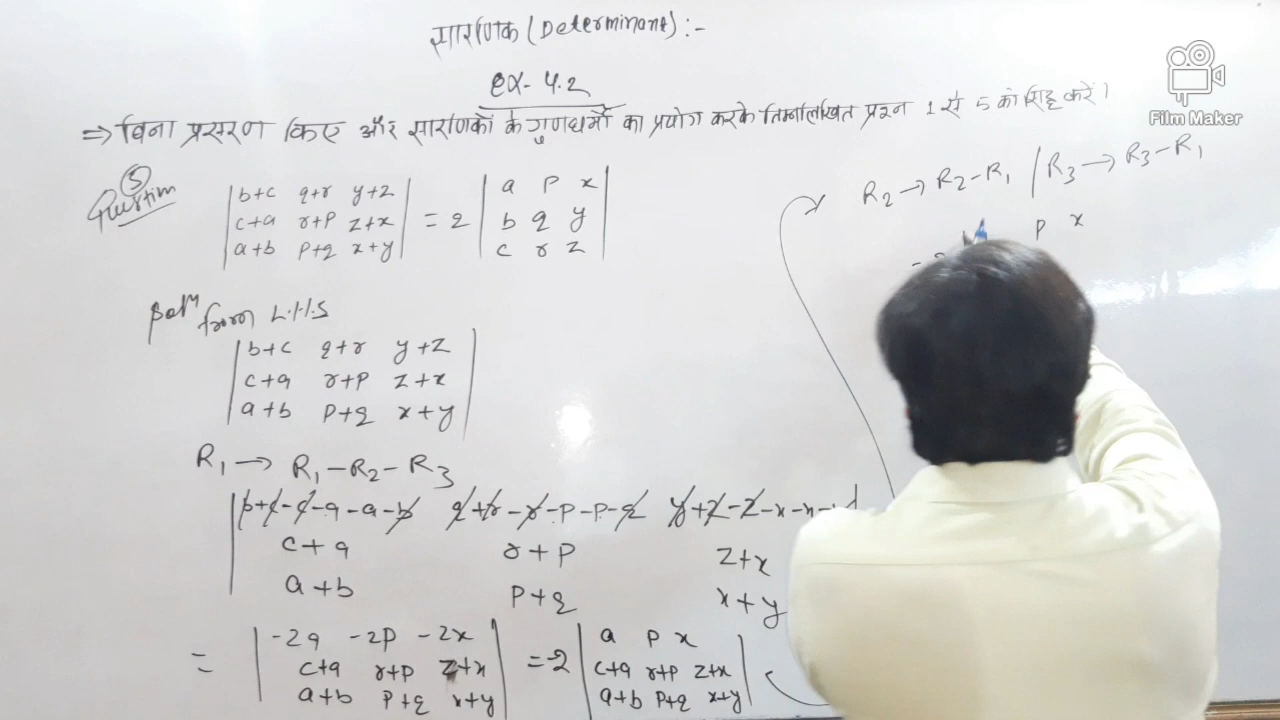 सारणिक (Determinant) :-
ex- 4.2
⇒ बिना प्रसरण किए और सारणिकों के गुणधर्मों का प्रयोग करके निम्नलिखित प्रश्न 1 से 5 को सिद्ध करें।
Film Maker
⑤
Question
| b+c q+r y+z |
| c+a r+p z+x |
| a+b p+q x+y |
= 2
| a p x |
| b q y |
| c r z |
Solⁿ from L.H.S
| b+c q+r y+z |
| c+a r+p z+x |
| a+b p+q x+y |
R₁ → R₁-R₂-R₃
| b+c-c-a-a-b q+r-r-p-p-q y+z-z-x-x-y
c+a r+p z+x
a+b p+q x+y
=
| -2a -2p -2x |
| c+a r+p z+x |
| a+b p+q x+y |
= -2
| a p x |
| c+a r+p z+x |
| a+b p+q x+y |
R₂ → R₂-R₁ / R₃ → R₃-R₁
p x